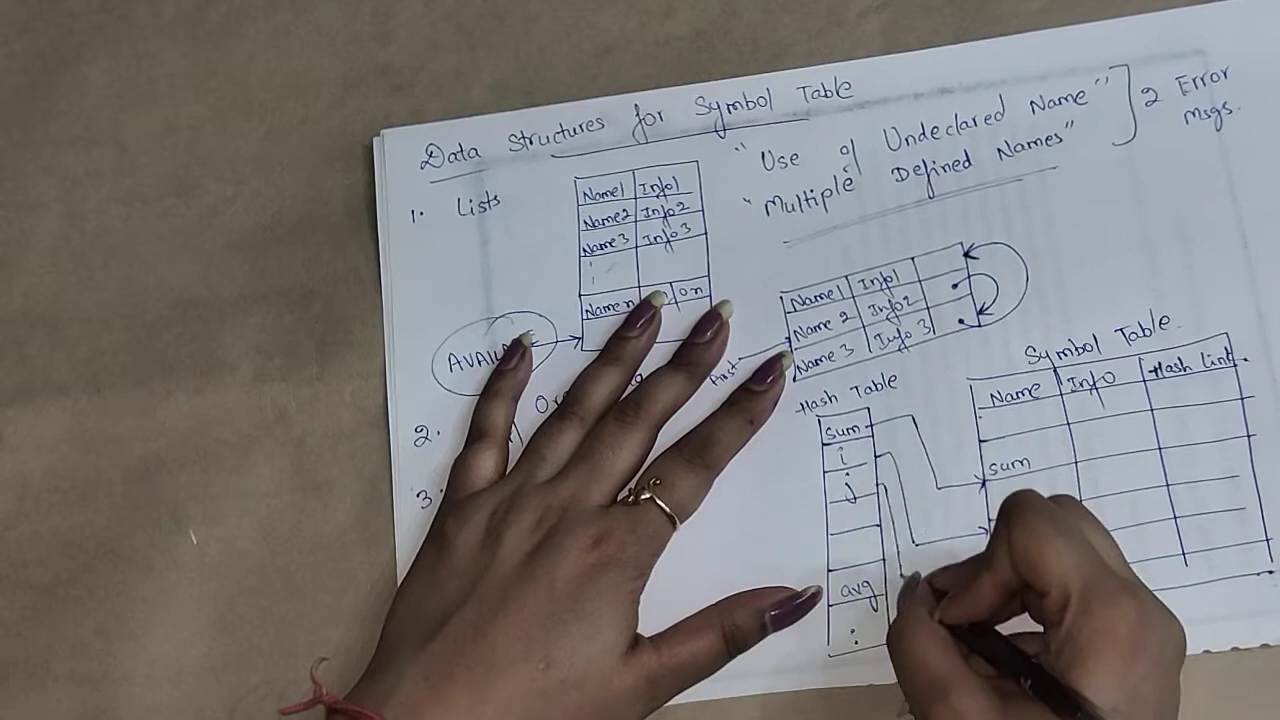 Data Structures for Symbol Table
"Use of Undeclared Name"
"Multiple Defined Names"
2 Error
Msgs.
1. Lists
Name1 Info1
Name2 Info2
Name3 Info3
Name n
On
AVAILA
Name1 Info1
Name 2 Info2
Name 3 Info 3
First
2.
3.
Hash Table
sum
i
j
avg
Symbol Table
Name Info Hash Link
sum